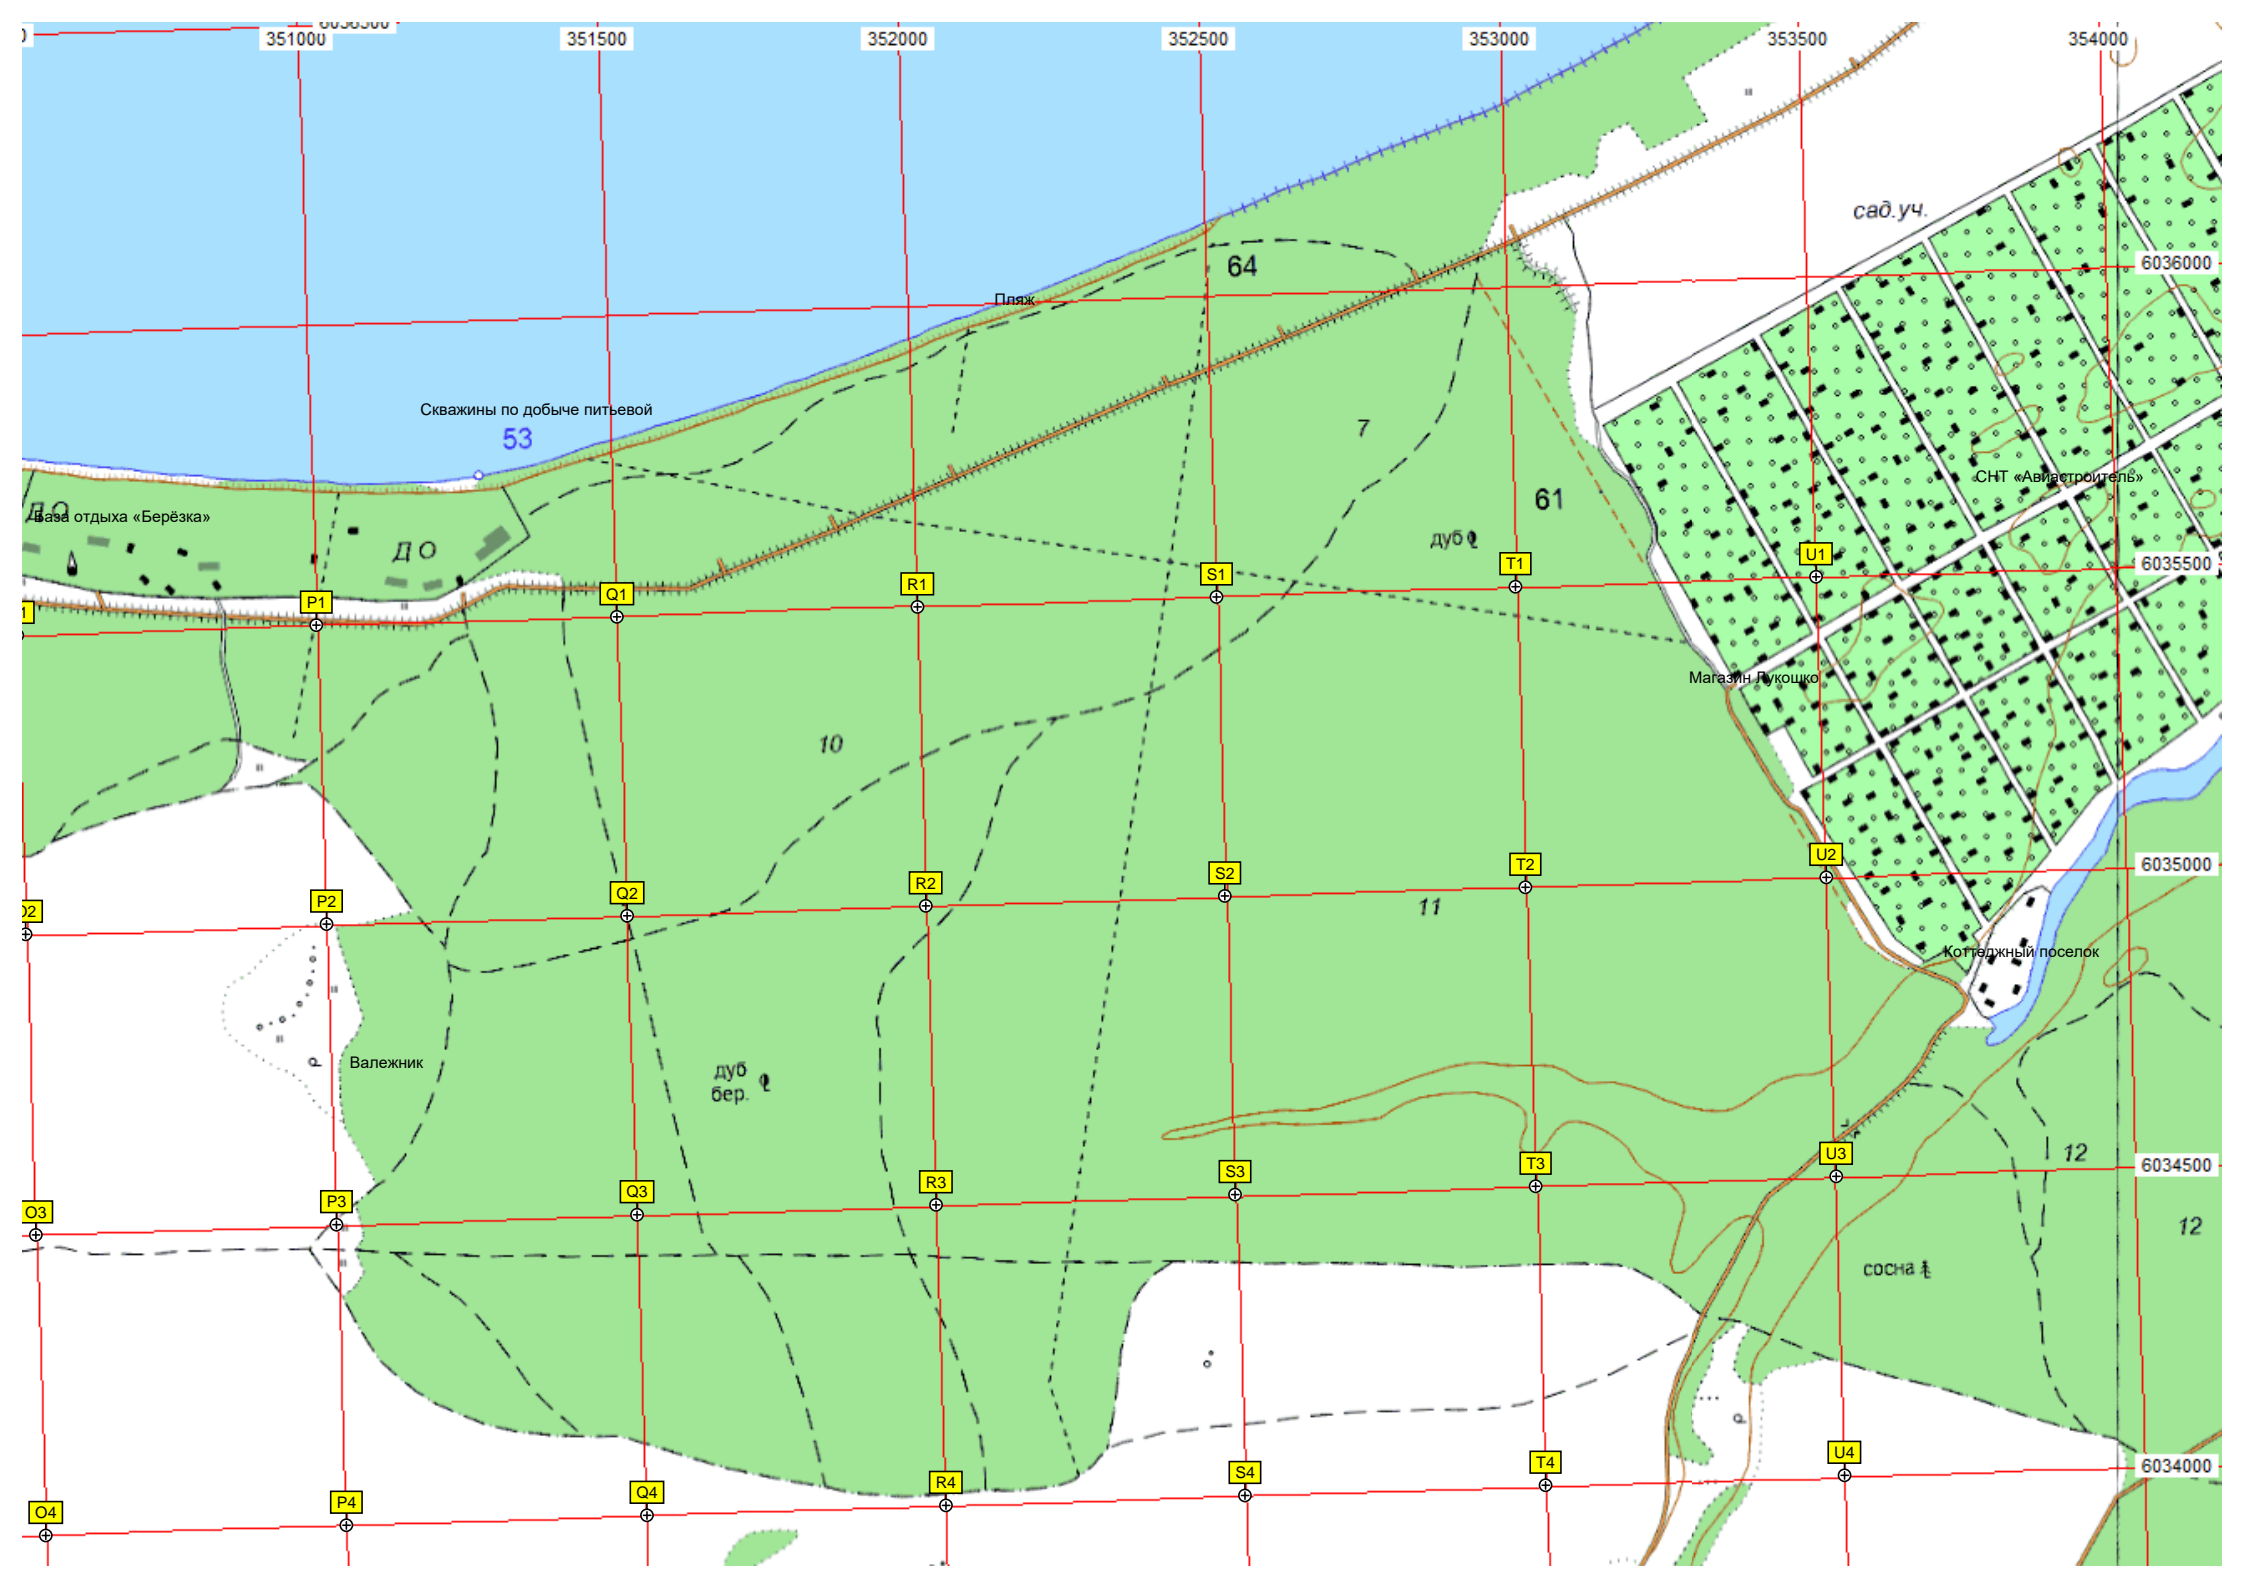 6036500
351000 351500 352000 352500 353000 353500 354000
сад.уч.
64
6036000
Пляж
Скважины по добыче питьевой
53
7
СНТ «Авиастроитель»
61
ДО
База отдыха «Берёзка»
дуб
Д О
6035500
P1 Q1 R1 S1 T1 U1
Магазин Лукошко
10
6035000
P2 Q2 R2 S2 T2 U2
11
Коттеджный поселок
Валежник
р
дуб
бер.
12
6034500
O3 P3 Q3 R3 S3 T3 U3
12
сосна
р
6034000
O4 P4 Q4 R4 S4 T4 U4